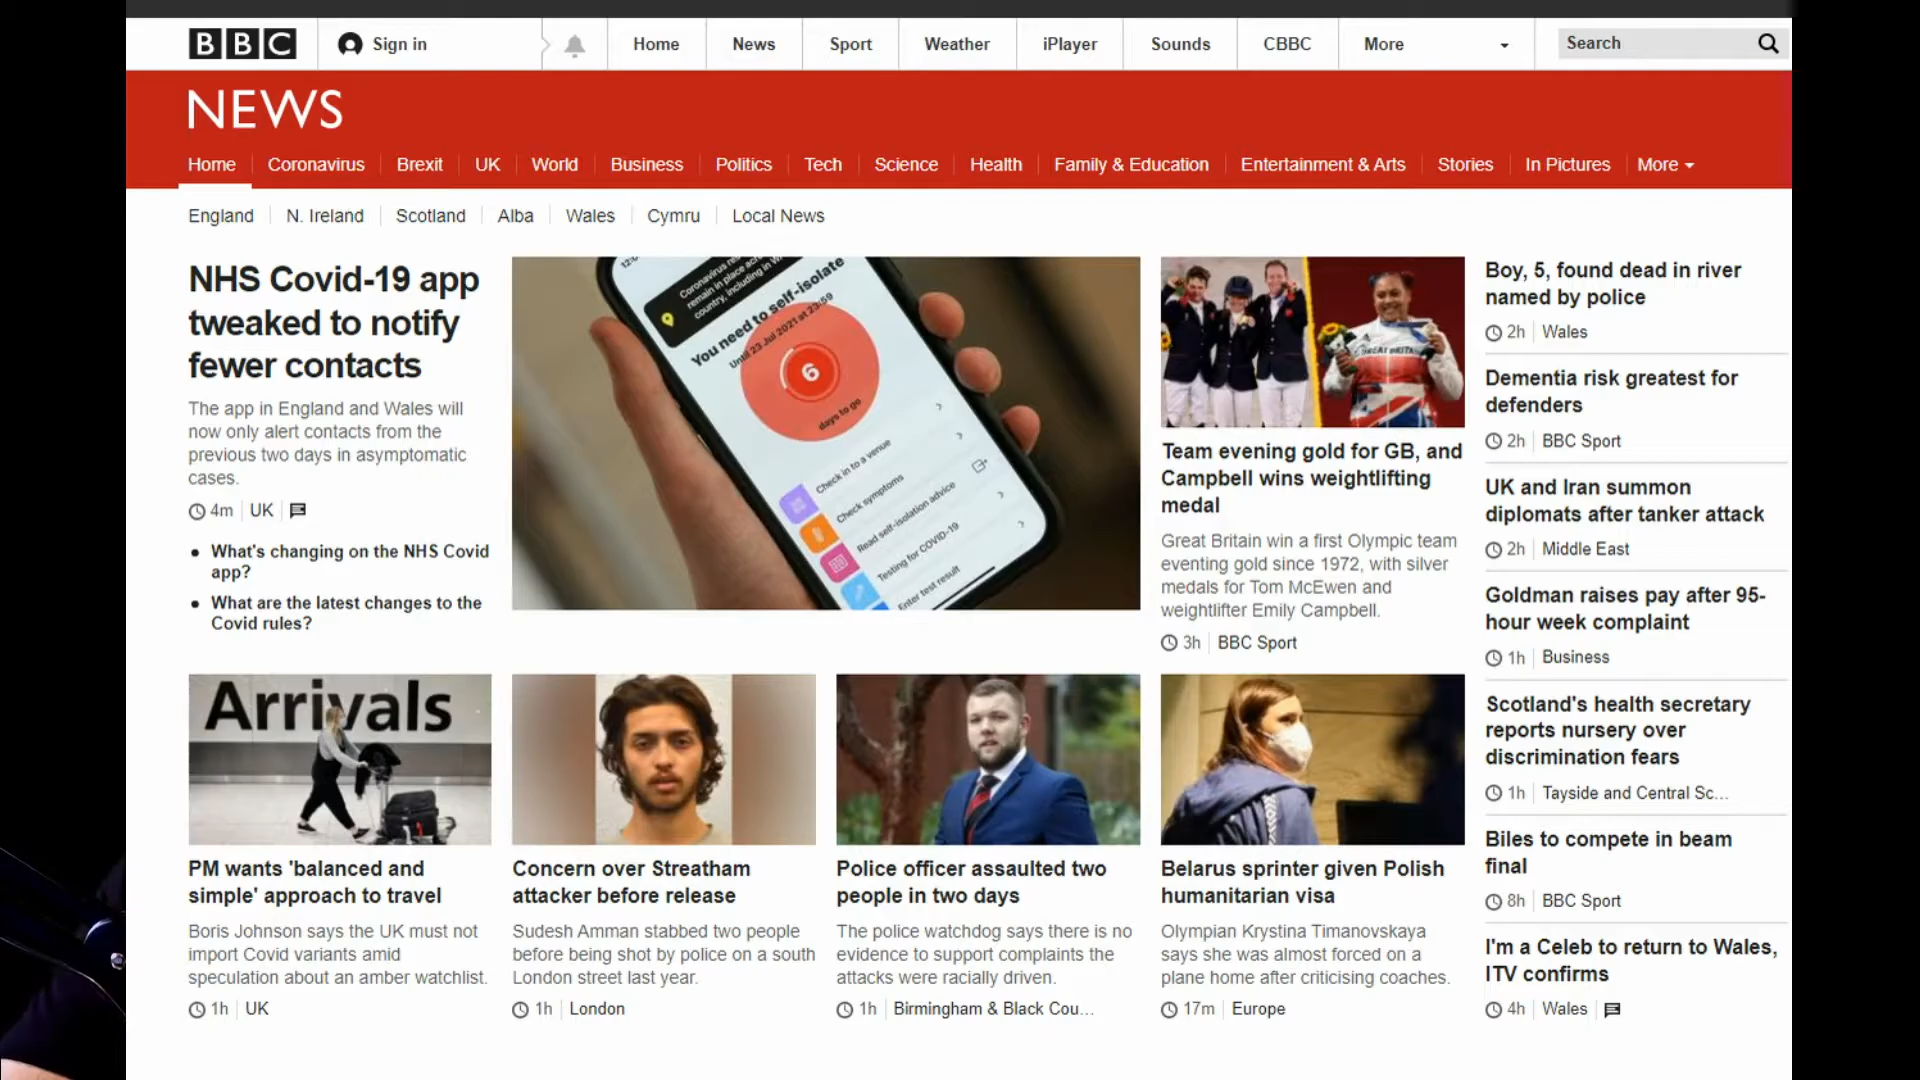 BBC
Sign in
Home
News
Sport
Weather
iPlayer
Sounds
CBBC
More
Search
NEWS
Home
Coronavirus
Brexit
UK
World
Business
Politics
Tech
Science
Health
Family & Education
Entertainment & Arts
Stories
In Pictures
More
England
N. Ireland
Scotland
Alba
Wales
Cymru
Local News
NHS Covid-19 app
tweaked to notify
fewer contacts
The app in England and Wales will
now only alert contacts from the
previous two days in asymptomatic
cases.
4m
UK
What's changing on the NHS Covid
app?
What are the latest changes to the
Covid rules?
You need to self-isolate
Until 23 Jul 2021 at 23:59
6
days to go
Check in to a venue
Check symptoms
Read self-isolation advice
Testing for COVID-19
Enter test result
GREAT BRITAIN
Team evening gold for GB, and
Campbell wins weightlifting
medal
Great Britain win a first Olympic team
eventing gold since 1972, with silver
medals for Tom McEwen and
weightlifter Emily Campbell.
3h
BBC Sport
Arrivals
PM wants 'balanced and
simple' approach to travel
Boris Johnson says the UK must not
import Covid variants amid
speculation about an amber watchlist.
1h
UK
Concern over Streatham
attacker before release
Sudesh Amman stabbed two people
before being shot by police on a south
London street last year.
1h
London
Police officer assaulted two
people in two days
The police watchdog says there is no
evidence to support complaints the
attacks were racially driven.
1h
Birmingham & Black Cou...
Belarus sprinter given Polish
humanitarian visa
Olympian Krystina Timanovskaya
says she was almost forced on a
plane home after criticising coaches.
17m
Europe
Boy, 5, found dead in river
named by police
2h
Wales
Dementia risk greatest for
defenders
2h
BBC Sport
UK and Iran summon
diplomats after tanker attack
2h
Middle East
Goldman raises pay after 95-
hour week complaint
1h
Business
Scotland's health secretary
reports nursery over
discrimination fears
1h
Tayside and Central Sc...
Biles to compete in beam
final
8h
BBC Sport
I'm a Celeb to return to Wales,
ITV confirms
4h
Wales